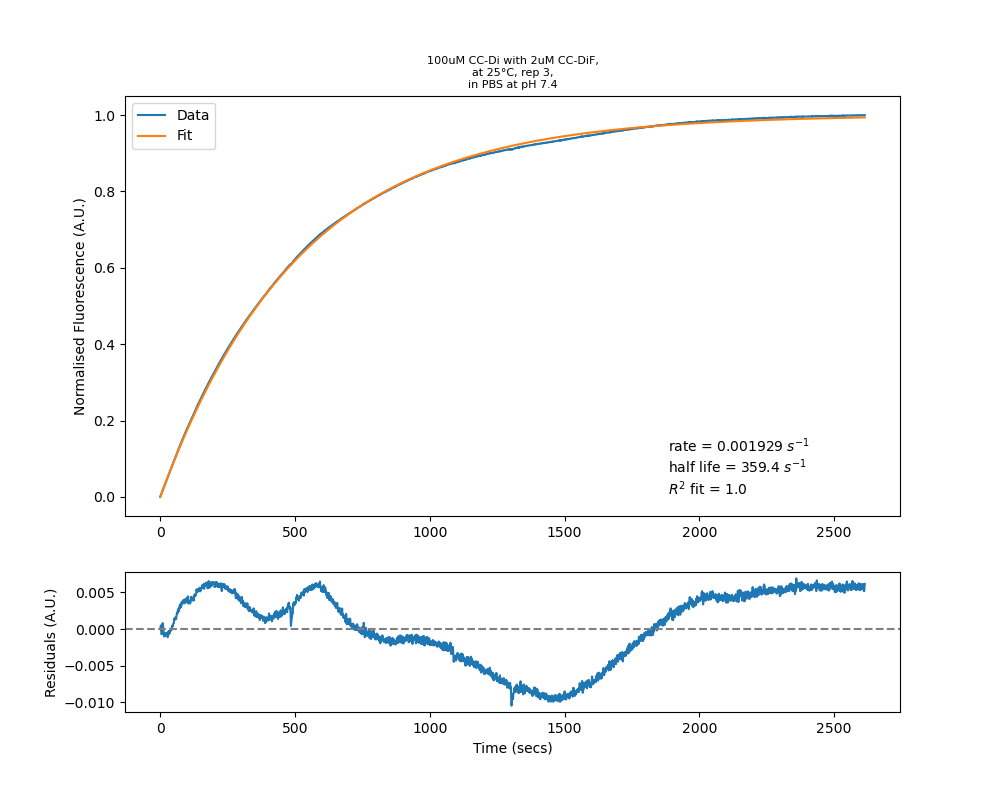 100uM CC-Di with 2uM CC-DiF,
at 25°C, rep 3,
in PBS at pH 7.4
Normalised Fluorescence (A.U.)
1.0
0.8
0.6
0.4
0.2
0.0
Data
Fit
rate = 0.001929 s⁻¹
half life = 359.4 s⁻¹
R² fit = 1.0
0 500 1000 1500 2000 2500
Residuals (A.U.)
0.005
0.000
−0.005
−0.010
0 500 1000 1500 2000 2500
Time (secs)